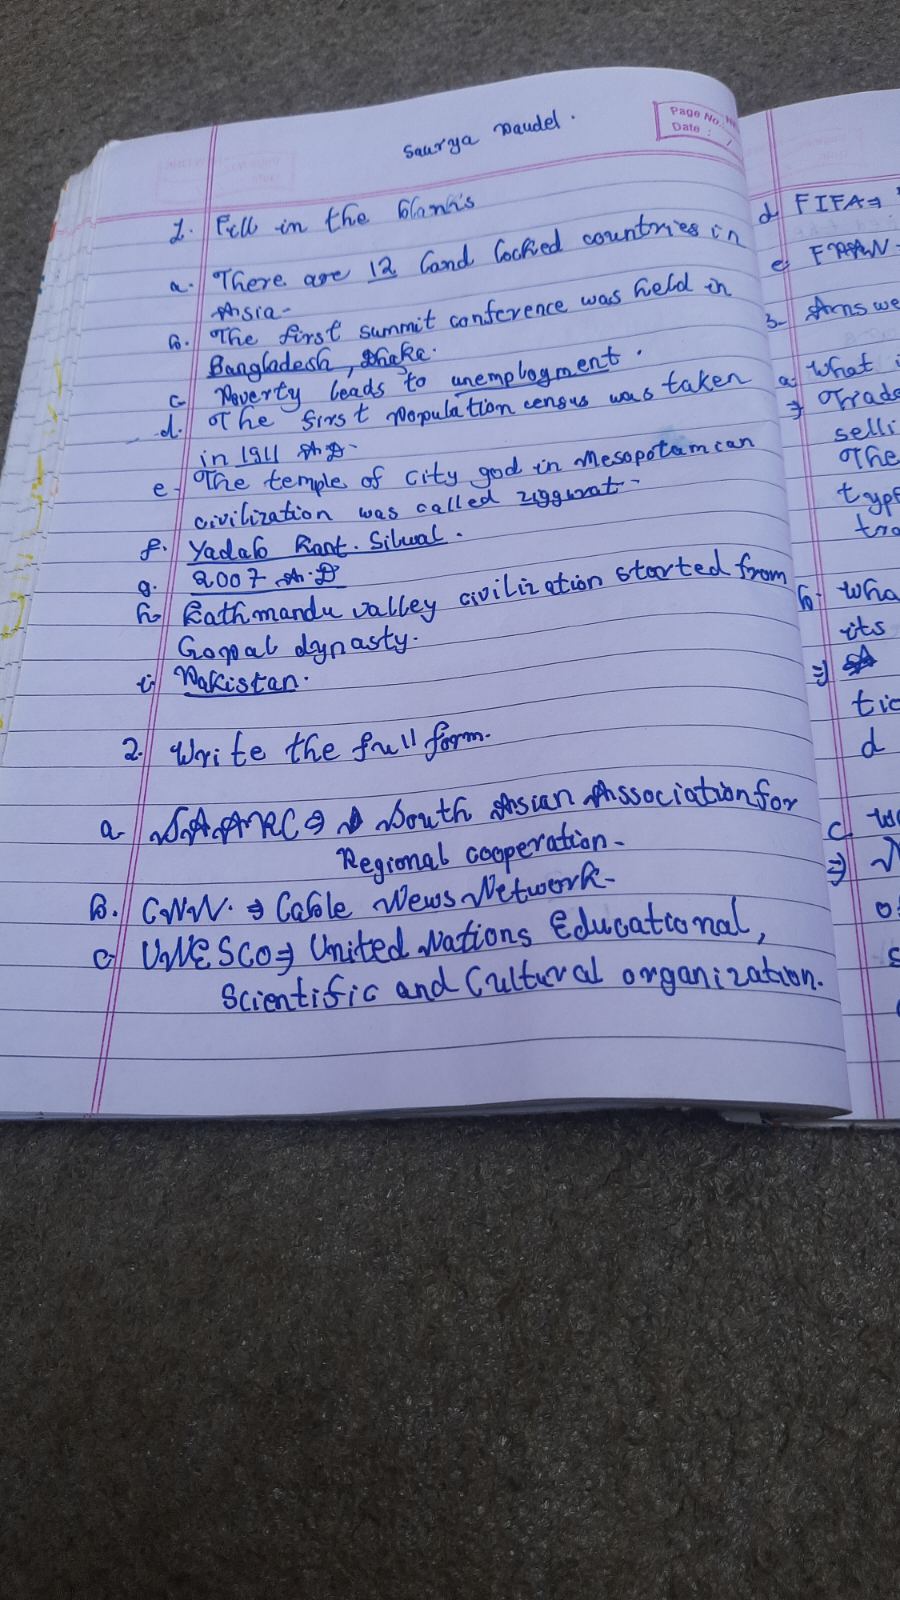 Saurya Paudel.
Page No.
Date : /
1. Fill in the blanks
a. There are 12 land locked countries in
Asia-
b. The first summit conference was held in
Bangladesh, Dhaka.
c. Poverty leads to unemployment.
d. The first Population census was taken
in 1911 A.D-
e- The temple of city god in Mesopotamican
civilization was called ziggurat-
f. Yadab Kant. Silwal.
g. 2007 A.D
h- Kathmandu valley civilization started from
Gopal dynasty.
i. Pakistan.
2. Write the full form.
a. SAARC ⇒ South Asian Association for
Regional cooperation-
B. CNN. ⇒ Cable News Network-
c- UNESCO ⇒ United Nations Educational,
Scientific and Cultural organization.
d FIFA ⇒
e
3-
a. What
⇒ Trade
selli
The
type
tra
b. wha
its
⇒
tio
d
c
⇒